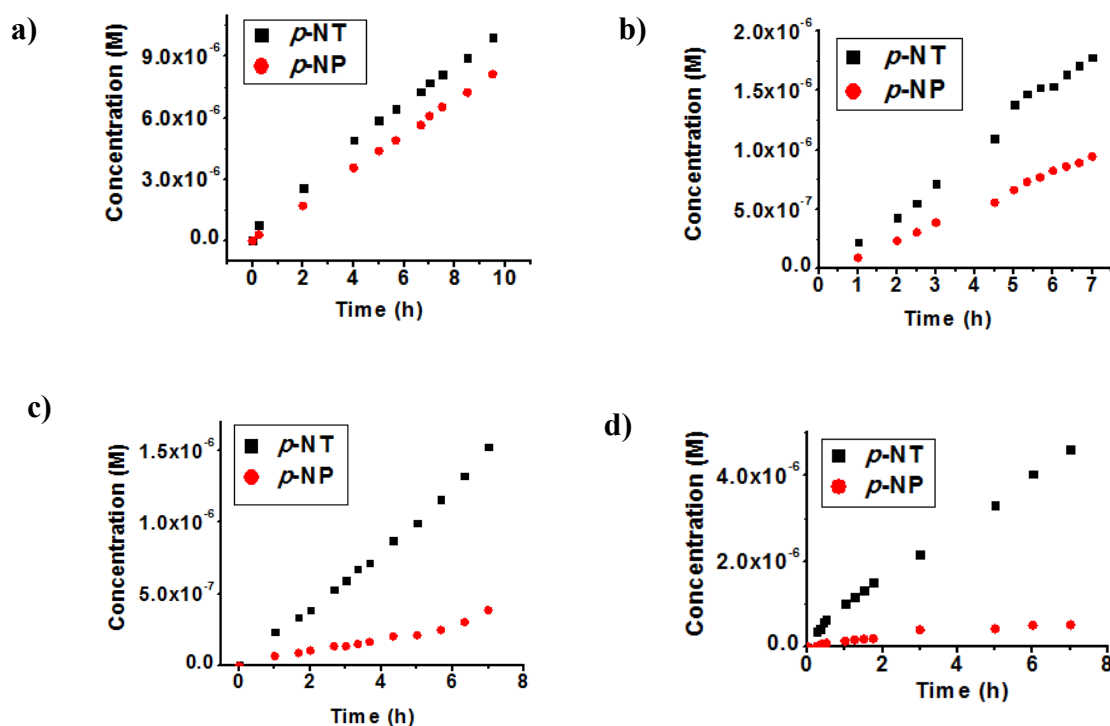 a)
p-NT
p-NP
Concentration (M)
9.0x10⁻⁶
6.0x10⁻⁶
3.0x10⁻⁶
0.0
0 2 4 6 8 10
Time (h)
b)
p-NT
p-NP
Concentration (M)
2.0x10⁻⁶
1.5x10⁻⁶
1.0x10⁻⁶
5.0x10⁻⁷
0.0
0 1 2 3 4 5 6 7
Time (h)
c)
p-NT
p-NP
Concentration (M)
1.5x10⁻⁶
1.0x10⁻⁶
5.0x10⁻⁷
0.0
0 2 4 6 8
Time (h)
d)
p-NT
p-NP
Concentration (M)
4.0x10⁻⁶
2.0x10⁻⁶
0.0
0 2 4 6 8
Time (h)